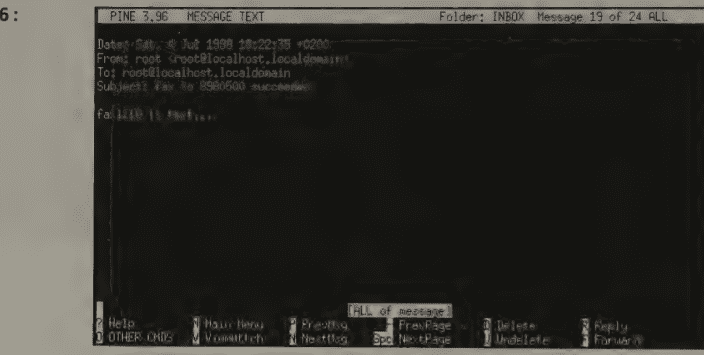 6:
PINE 3.96 MESSAGE TEXT Folder: INBOX Message 19 of 24 ALL
Date: Sat, 4 Jul 1998 18:22:35 +0200
From: root <root@localhost.localdomain>
To: root@localhost.localdomain
Subject: Fax to 8980500 succeeded
[ALL of message]
? Help M Main Menu P PrevMsg - PrevPage D Delete R Reply
O OTHER CMDS V ViewAttch N NextMsg Spc NextPage U Undelete F Forward